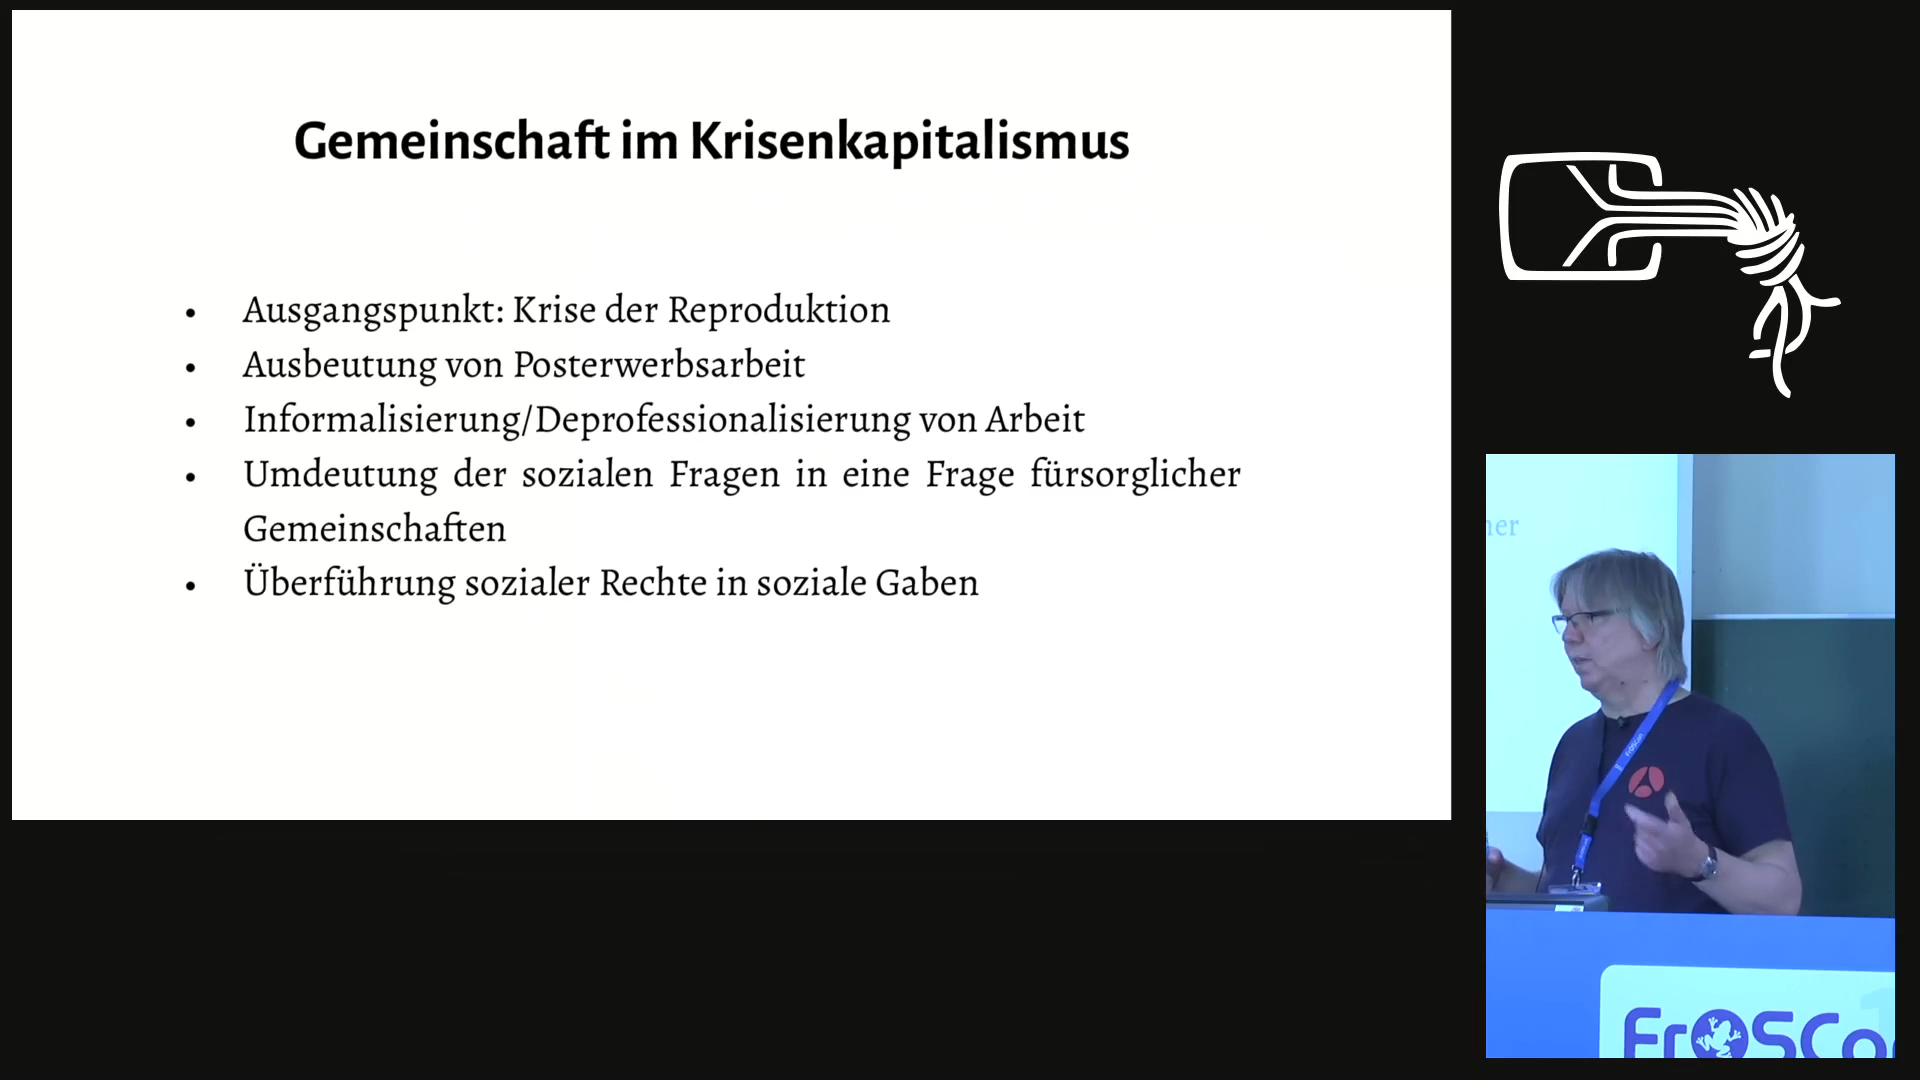 Gemeinschaft im Krisenkapitalismus
• Ausgangspunkt: Krise der Reproduktion
• Ausbeutung von Posterwerbsarbeit
• Informalisierung/Deprofessionalisierung von Arbeit
• Umdeutung der sozialen Fragen in eine Frage fürsorglicher
Gemeinschaften
• Überführung sozialer Rechte in soziale Gaben
FrOSCo